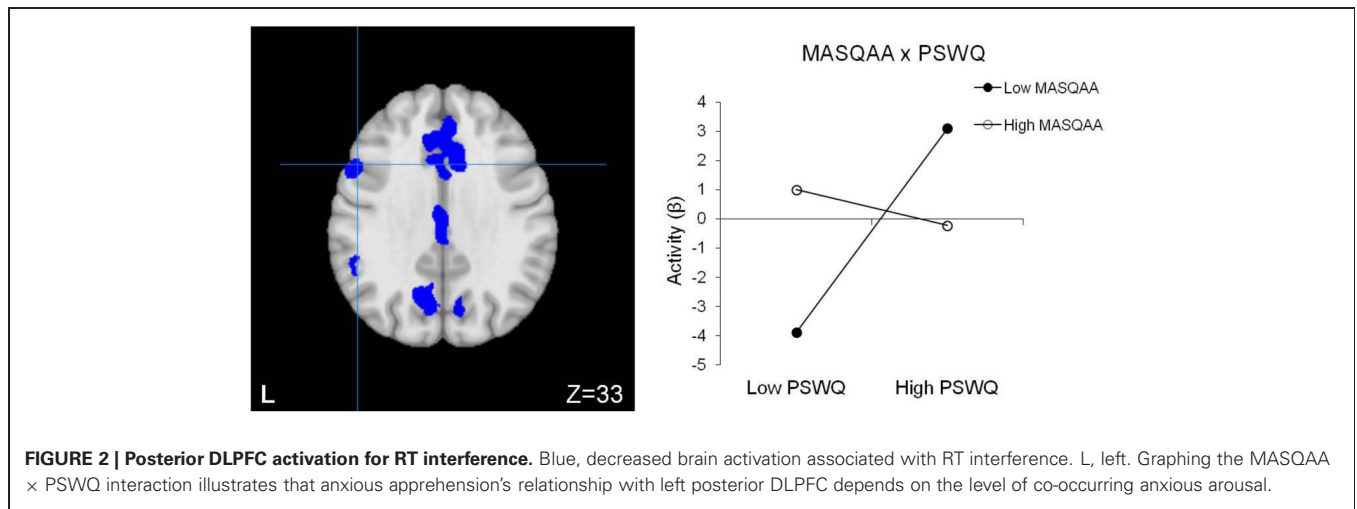 L
Z=33
MASQAA x PSWQ
Low MASQAA
High MASQAA
4
3
2
1
0
-1
-2
-3
-4
-5
Activity (β)
Low PSWQ High PSWQ
FIGURE 2 | Posterior DLPFC activation for RT interference. Blue, decreased brain activation associated with RT interference. L, left. Graphing the MASQAA
× PSWQ interaction illustrates that anxious apprehension's relationship with left posterior DLPFC depends on the level of co-occurring anxious arousal.